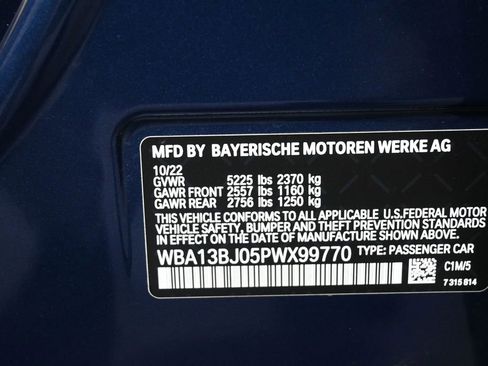 MFD BY BAYERISCHE MOTOREN WERKE AG
10/22
GVWR 5225 lbs 2370 kg
GAWR FRONT 2557 lbs 1160 kg
GAWR REAR 2756 lbs 1250 kg
THIS VEHICLE CONFORMS TO ALL APPLICABLE U.S.FEDERAL MOTOR
VEHICLE SAFETY, BUMPER AND THEFT PREVENTION STANDARDS
IN EFFECT ON THE DATE OF MANUFACTURE SHOWN ABOVE.
WBA13BJ05PWX99770 TYPE: PASSENGER CAR
C1M/5
7 315 814